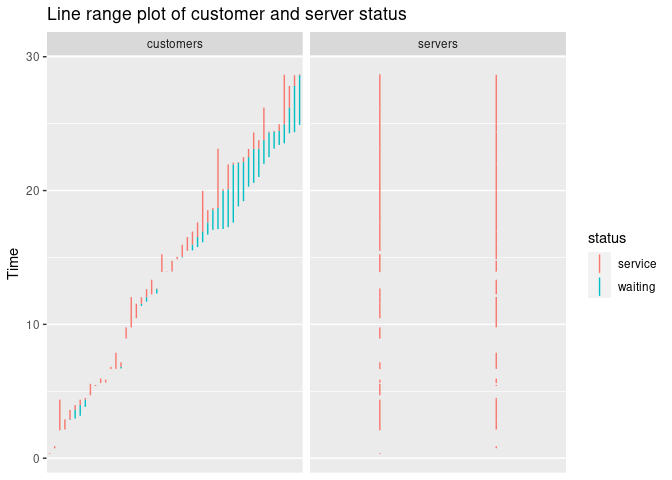 Line range plot of customer and server status
customers
servers
30
20
10
0
Time
status
service
waiting